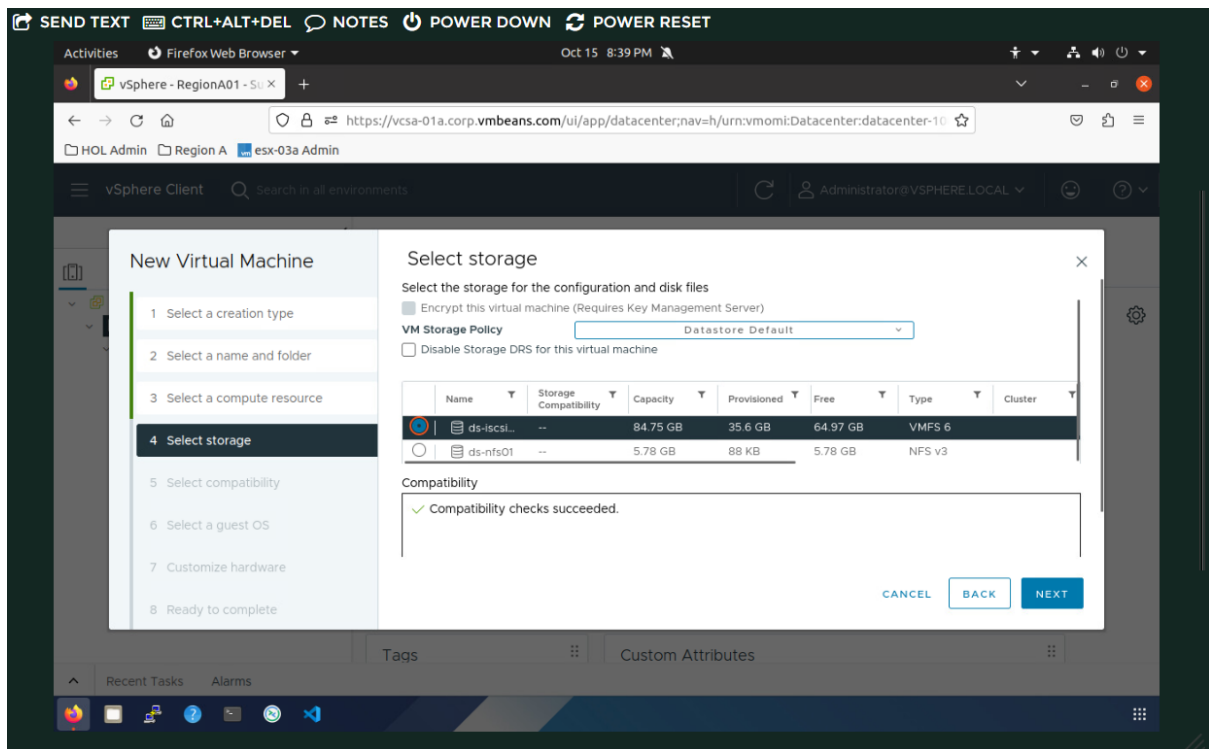 SEND TEXT CTRL+ALT+DEL NOTES POWER DOWN POWER RESET
Activities Firefox Web Browser Oct 15 8:39 PM
vSphere - RegionA01 - Su
https://vcsa-01a.corp.vmbeans.com/ui/app/datacenter;nav=h/urn:vmomi:Datacenter:datacenter-10
HOL Admin Region A esx-03a Admin
vSphere Client Search in all environments Administrator@VSPHERE.LOCAL
New Virtual Machine
1 Select a creation type
2 Select a name and folder
3 Select a compute resource
4 Select storage
5 Select compatibility
6 Select a guest OS
7 Customize hardware
8 Ready to complete
Select storage
Select the storage for the configuration and disk files
Encrypt this virtual machine (Requires Key Management Server)
VM Storage Policy Datastore Default
Disable Storage DRS for this virtual machine
Name Storage Compatibility Capacity Provisioned Free Type Cluster
ds-iscsi... -- 84.75 GB 35.6 GB 64.97 GB VMFS 6
ds-nfs01 -- 5.78 GB 88 KB 5.78 GB NFS v3
Compatibility
Compatibility checks succeeded.
CANCEL BACK NEXT
Tags Custom Attributes
Recent Tasks Alarms